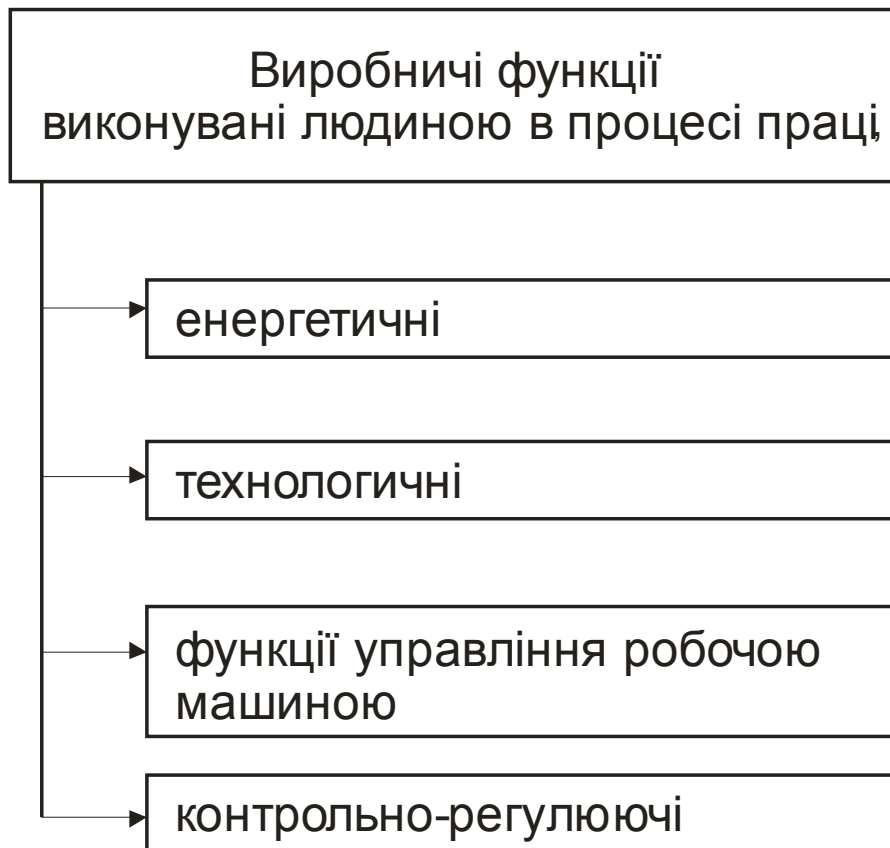 Виробничі функції
виконувані людиною в процесі праці,
енергетичні
технологичні
функції управління робочою
машиною
контрольно-регулюючі